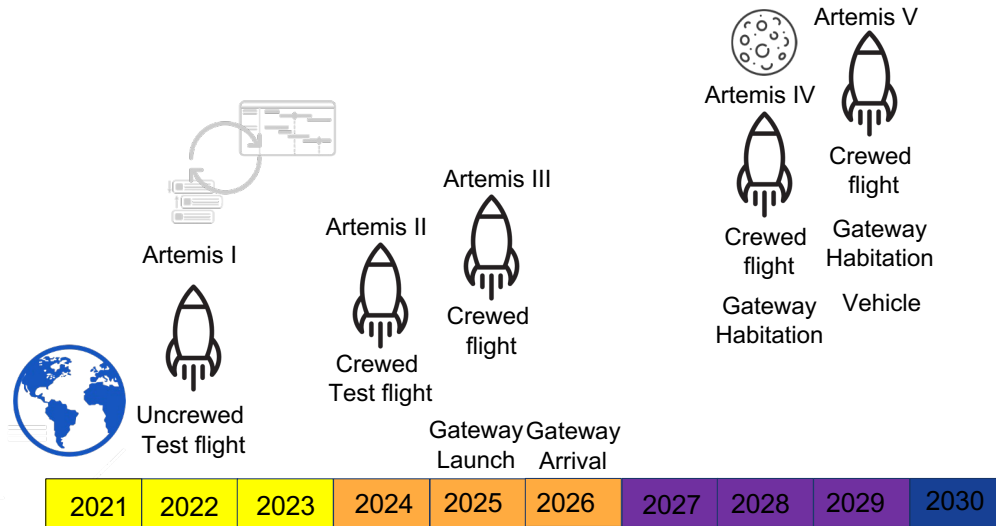 Artemis I
Uncrewed
Test flight
Artemis II
Crewed
Test flight
Artemis III
Crewed
flight
Gateway
Launch
Gateway
Arrival
Artemis IV
Crewed
flight
Gateway
Habitation
Artemis V
Crewed
flight
Gateway
Habitation
Vehicle
2021
2022
2023
2024
2025
2026
2027
2028
2029
2030